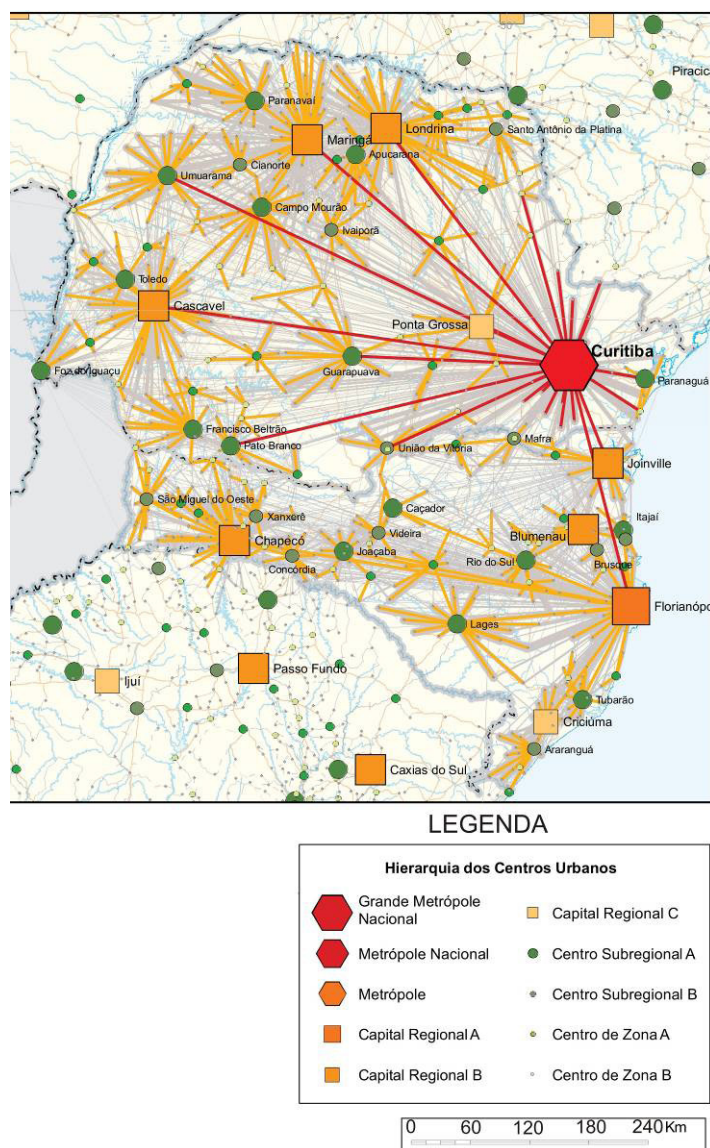 Piracic
Paranavaí
Londrina
Santo Antônio da Platina
Maringá
Apucarana
Cianorte
Umuarama
Campo Mourão
Ivaiporã
Toledo
Cascavel
Ponta Grossa
Curitiba
Guarapuava
Foz do Iguaçu
Paranaguá
Francisco Beltrão
Pato Branco
União da Vitória
Mafra
Joinville
São Miguel do Oeste
Xanxerê
Caçador
Itajaí
Chapecó
Videira
Blumenau
Joaçaba
Concórdia
Rio do Sul
Brusque
Florianópo
Lages
Passo Fundo
Ijuí
Tubarão
Criciúma
Araranguá
Caxias do Sul
LEGENDA
Hierarquia dos Centros Urbanos
Grande Metrópole
Nacional
Capital Regional C
Metrópole Nacional
Centro Subregional A
Metrópole
Centro Subregional B
Capital Regional A
Centro de Zona A
Capital Regional B
Centro de Zona B
0 60 120 180 240 Km